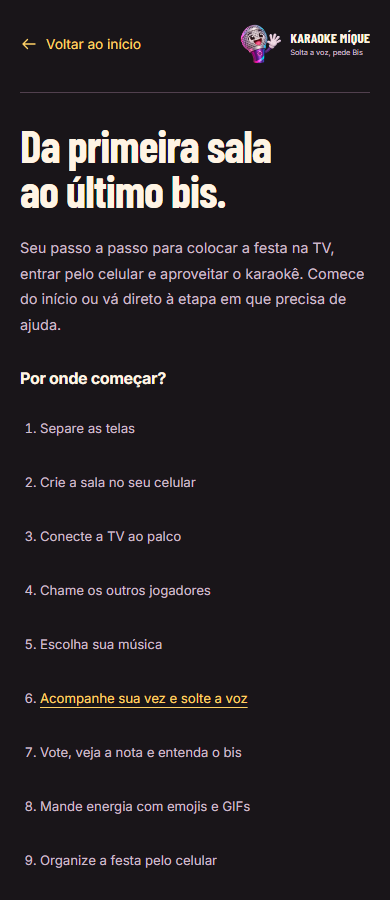 ← Voltar ao início
KARAOKE MÍQUE
Solta a voz, pede Bis
Da primeira sala
ao último bis.
Seu passo a passo para colocar a festa na TV,
entrar pelo celular e aproveitar o karaokê. Comece
do início ou vá direto à etapa em que precisa de
ajuda.
Por onde começar?
1. Separe as telas
2. Crie a sala no seu celular
3. Conecte a TV ao palco
4. Chame os outros jogadores
5. Escolha sua música
6. Acompanhe sua vez e solte a voz
7. Vote, veja a nota e entenda o bis
8. Mande energia com emojis e GIFs
9. Organize a festa pelo celular